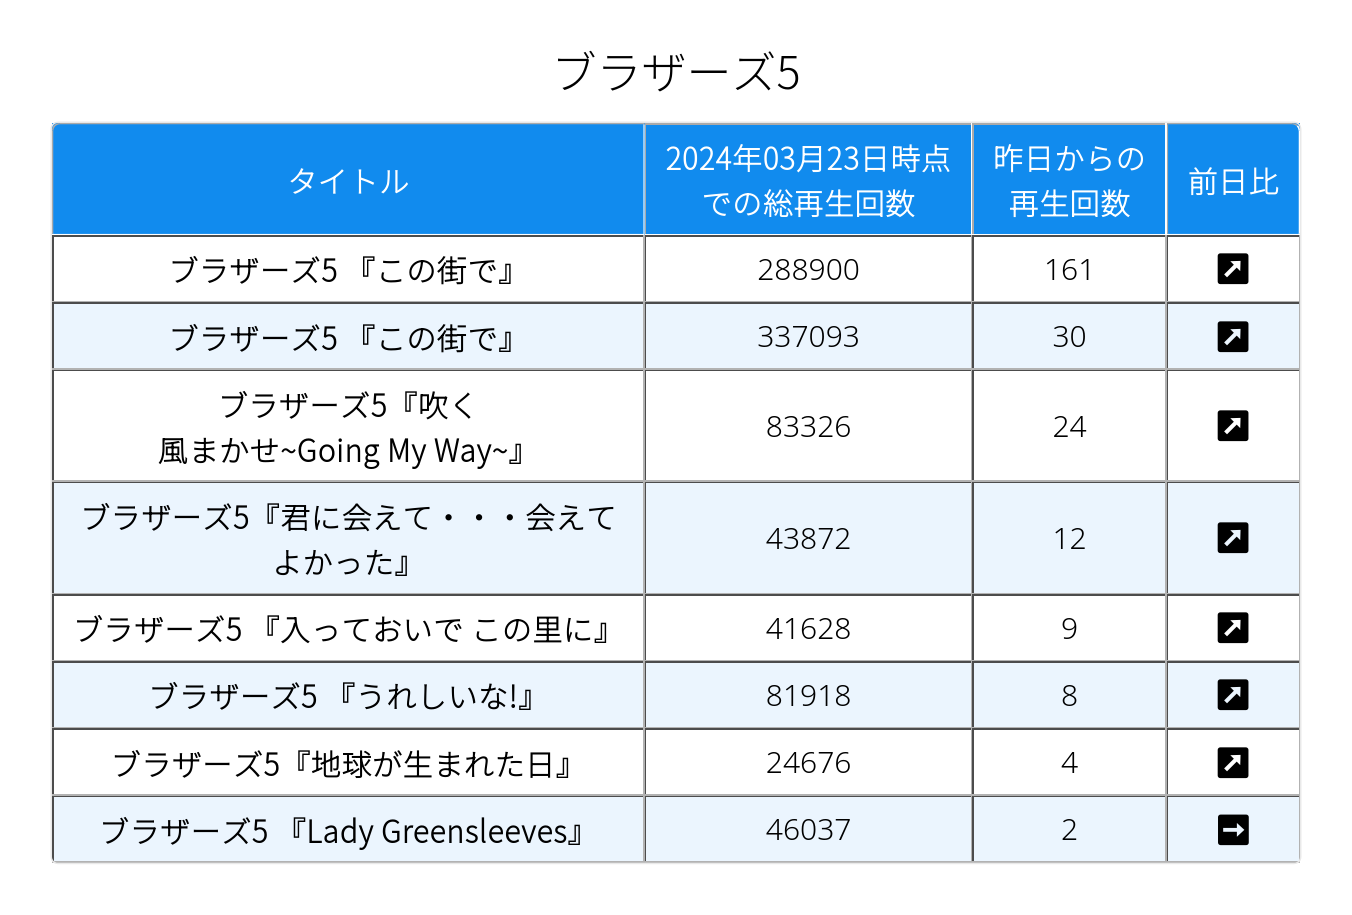 ブラザーズ5
タイトル
2024年03月23日時点
での総再生回数
昨日からの
再生回数
前日比
ブラザーズ5 『この街で』
288900
161
ブラザーズ5 『この街で』
337093
30
ブラザーズ5『吹く
風まかせ~Going My Way~』
83326
24
ブラザーズ5『君に会えて・・・会えて
よかった』
43872
12
ブラザーズ5 『入っておいで この里に』
41628
9
ブラザーズ5 『うれしいな!』
81918
8
ブラザーズ5『地球が生まれた日』
24676
4
ブラザーズ5 『Lady Greensleeves』
46037
2